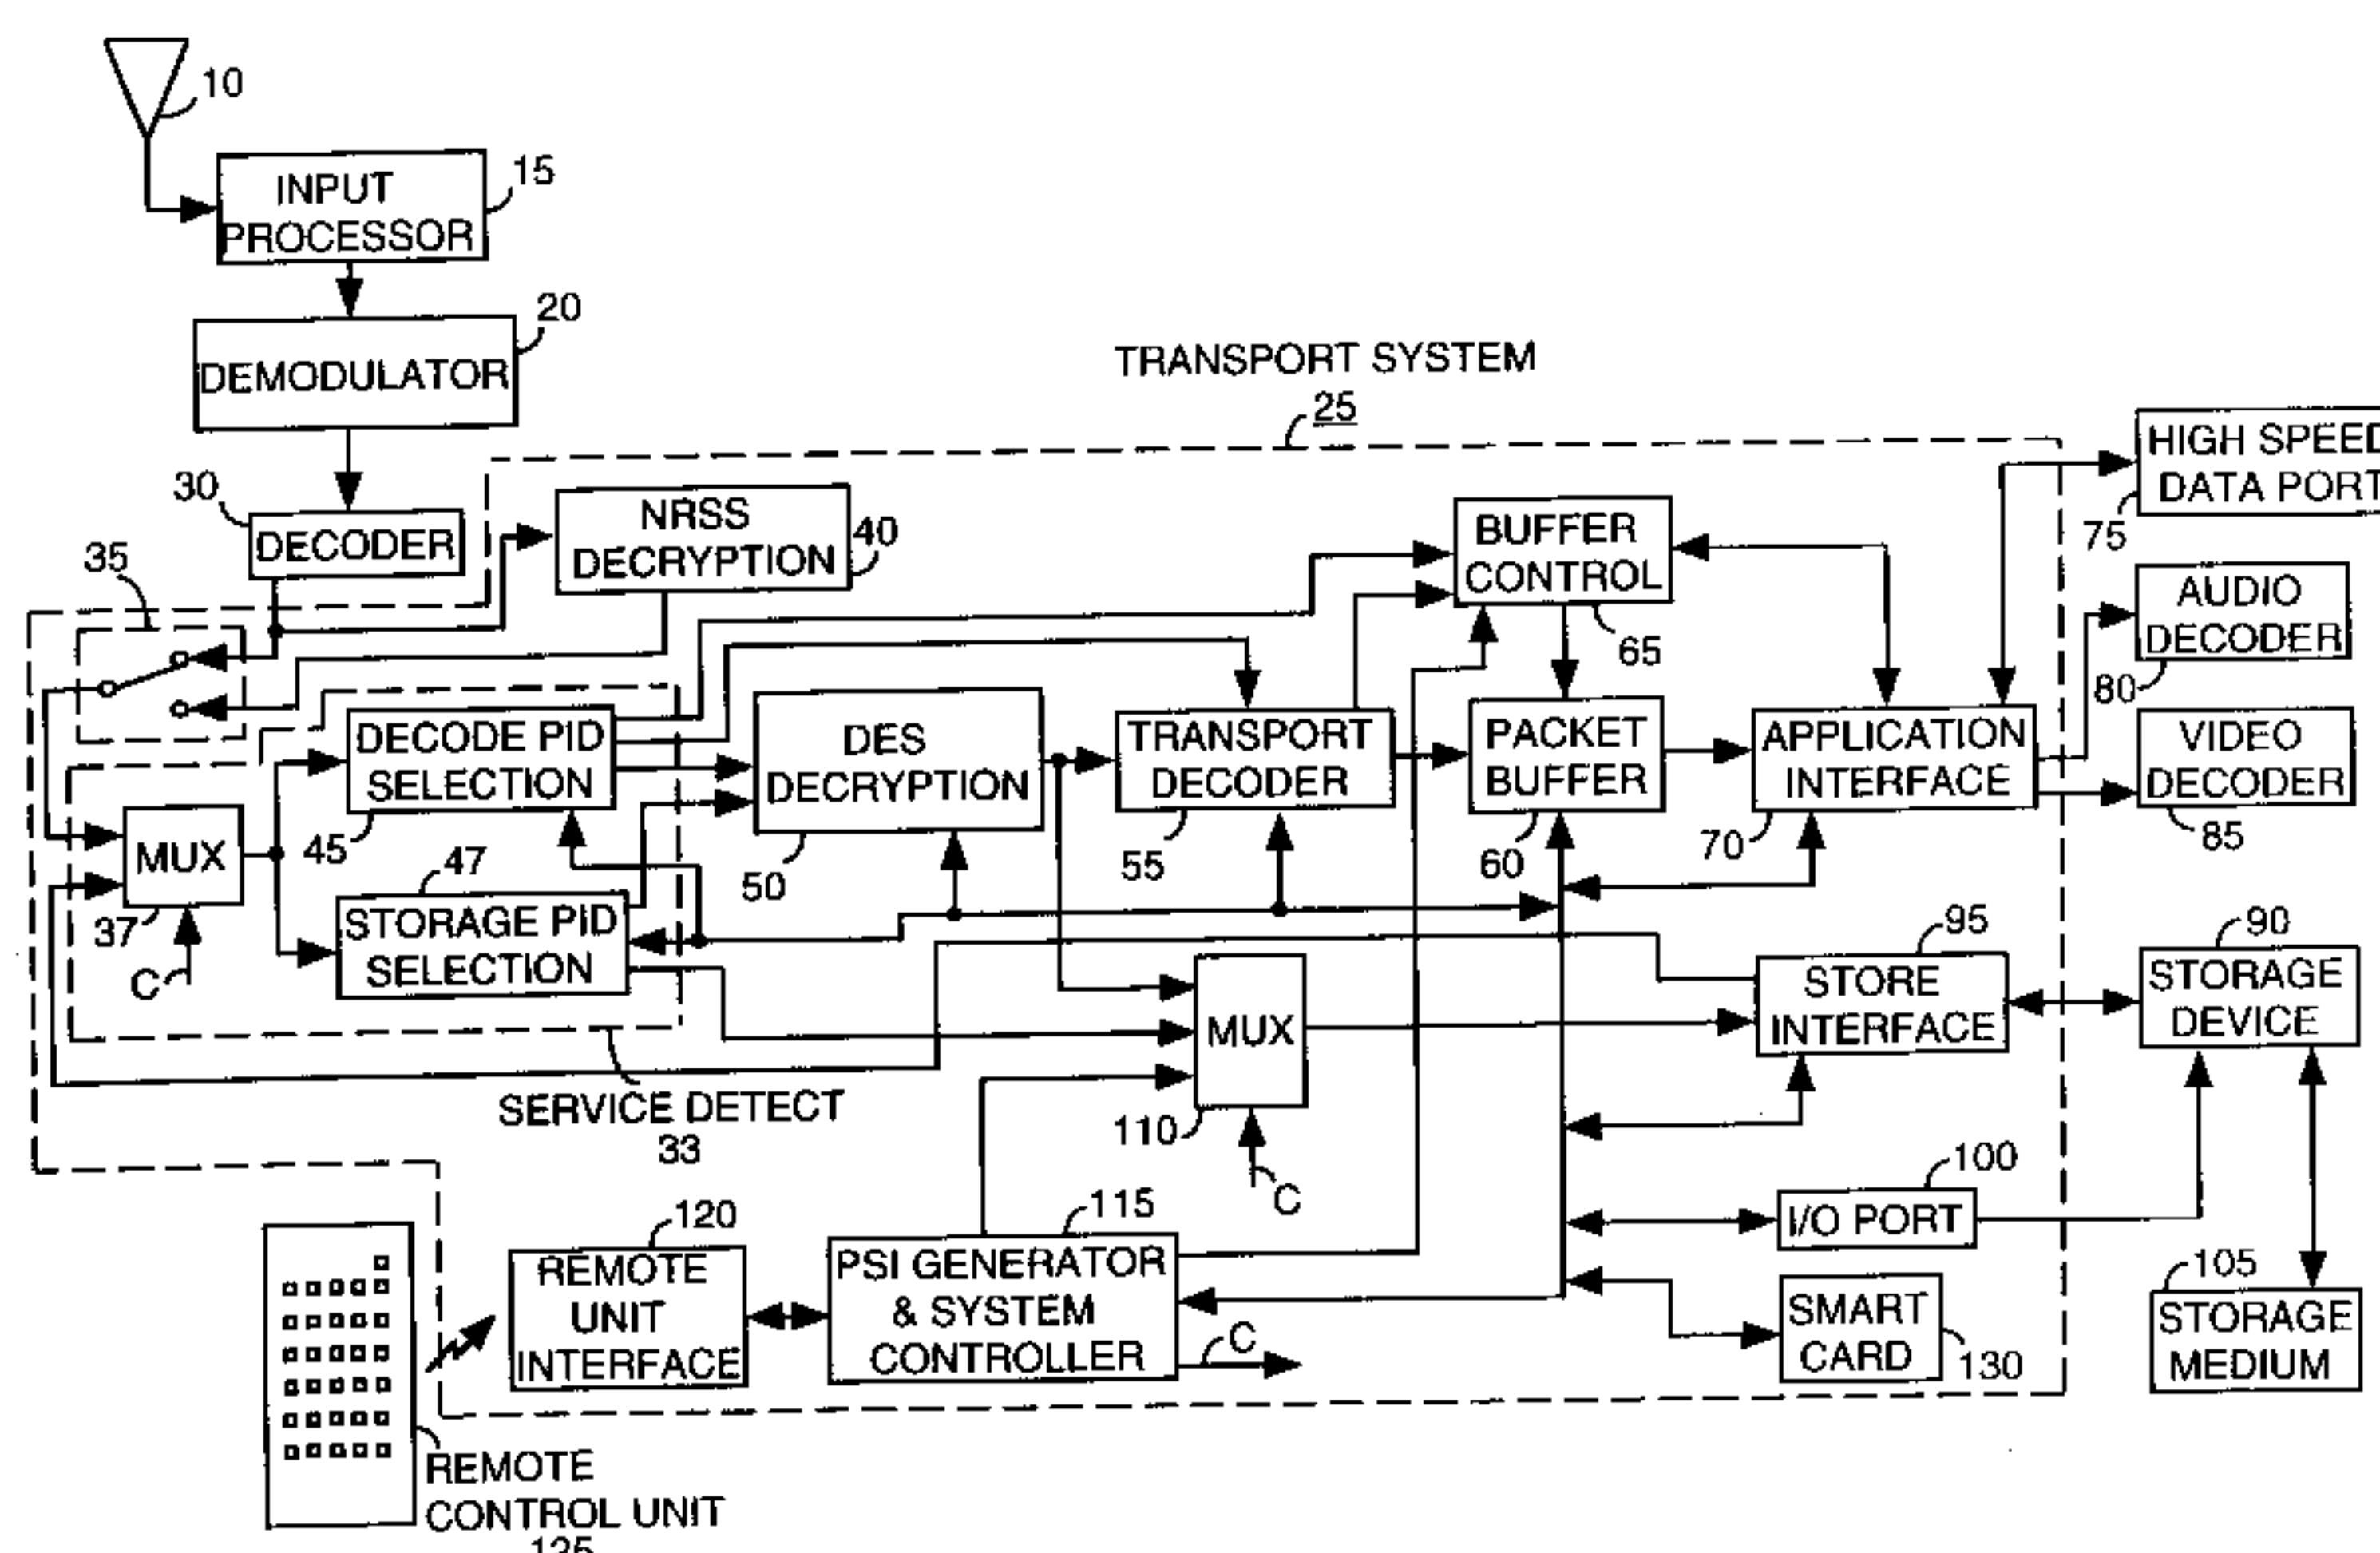 10
INPUT
PROCESSOR
15
DEMODULATOR
20
TRANSPORT SYSTEM
25
30
DECODER
NRSS
DECRYPTION
40
35
BUFFER
CONTROL
65
HIGH SPEED
DATA PORT
75
AUDIO
DECODER
80
DECODE PID
SELECTION
45
DES
DECRYPTION
50
TRANSPORT
DECODER
55
PACKET
BUFFER
60
APPLICATION
INTERFACE
70
VIDEO
DECODER
85
MUX
37
C
47
STORAGE PID
SELECTION
MUX
110
C
95
STORE
INTERFACE
90
STORAGE
DEVICE
SERVICE DETECT
33
100
I/O PORT
120
REMOTE
UNIT
INTERFACE
115
PSI GENERATOR
& SYSTEM
CONTROLLER
C
SMART
CARD
130
105
STORAGE
MEDIUM
REMOTE
CONTROL UNIT